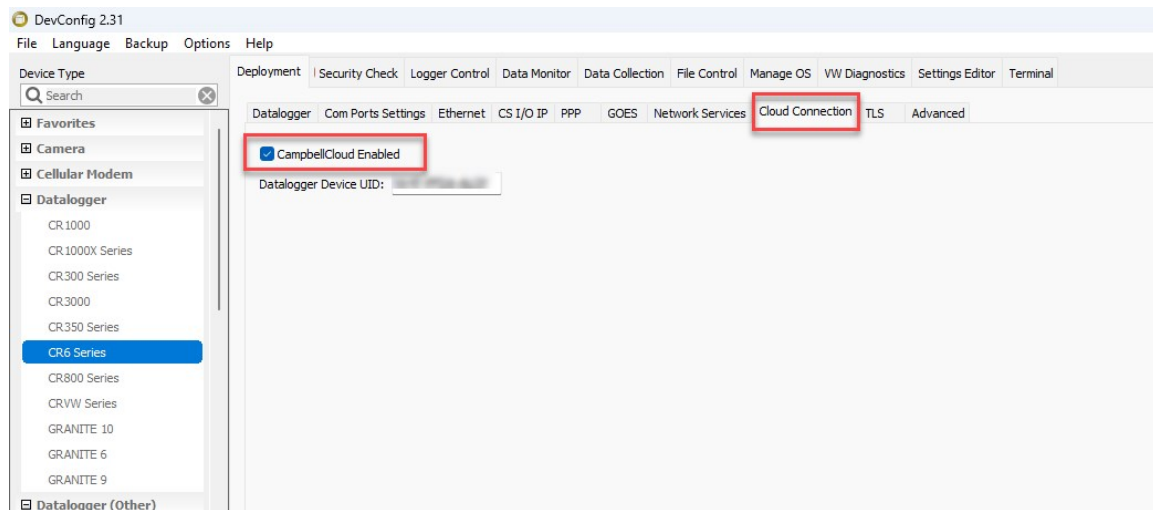 DevConfig 2.31
File Language Backup Options Help
Device Type
Search
Favorites
Camera
Cellular Modem
Datalogger
CR1000
CR1000X Series
CR300 Series
CR3000
CR350 Series
CR6 Series
CR800 Series
CRVW Series
GRANITE 10
GRANITE 6
GRANITE 9
Datalogger (Other)
Deployment Security Check Logger Control Data Monitor Data Collection File Control Manage OS VW Diagnostics Settings Editor Terminal
Datalogger Com Ports Settings Ethernet CS I/O IP PPP GOES Network Services Cloud Connection TLS Advanced
CampbellCloud Enabled
Datalogger Device UID: